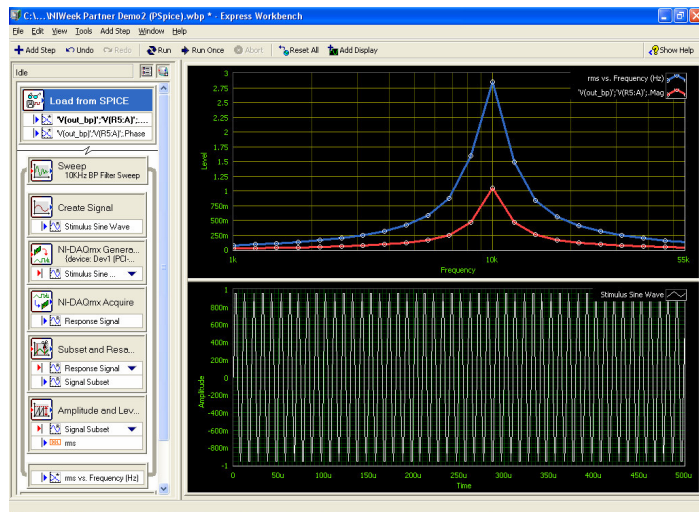 C:\...\NIWeek Partner Demo2 (PSpice).wbp * - Express Workbench
File Edit View Tools Add Step Window Help
Add Step Undo Redo Run Run Once Abort Reset All Add Display Show Help
Idle
Load from SPICE
'V(out_bp)';'V(R5:A)';....
'V(out_bp)';'V(R5:A)';.Phase
Sweep
10KHz BP Filter Sweep
Create Signal
Stimulus Sine Wave
NI-DAQmx Genera...
{device: Dev1 (PCI-...
Stimulus Sine ...
NI-DAQmx Acquire
Response Signal
Subset and Resa...
Response Signal
Signal Subset
Amplitude and Lev...
Signal Subset
rms
rms vs. Frequency (Hz)
rms vs. Frequency (Hz)
'V(out_bp)';'V(R5:A)';.Mag
Level
3
2.75
2.5
2.25
2
1.75
1.5
1.25
1
750m
500m
250m
0
1k 10k 55k
Frequency
Stimulus Sine Wave
Amplitude
1
800m
600m
400m
200m
0
-200m
-400m
-600m
-800m
-1
0 50u 100u 150u 200u 250u 300u 350u 400u 450u 500u
Time